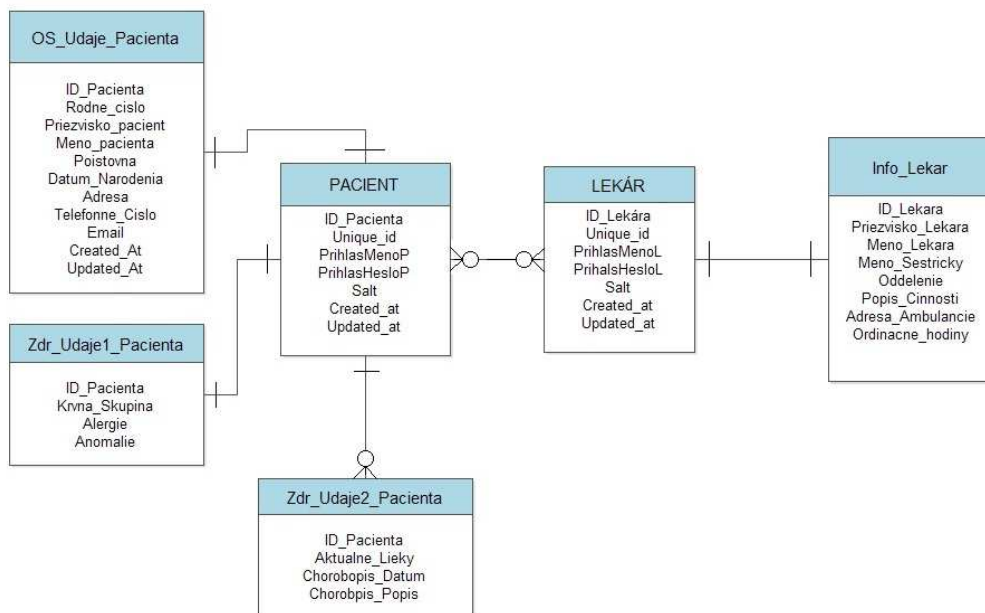 OS_Udaje_Pacienta
ID_Pacienta
Rodne_cislo
Priezvisko_pacient
Meno_pacienta
Poistovna
Datum_Narodenia
Adresa
Telefonne_Cislo
Email
Created_At
Updated_At
Zdr_Udaje1_Pacienta
ID_Pacienta
Krvna_Skupina
Alergie
Anomalie
PACIENT
ID_Pacienta
Unique_id
PrihlasMenoP
PrihlasHesloP
Salt
Created_at
Updated_at
Zdr_Udaje2_Pacienta
ID_Pacienta
Aktualne_Lieky
Chorobopis_Datum
Chorobpis_Popis
LEKÁR
ID_Lekára
Unique_id
PrihlasMenoL
PrihalsHesloL
Salt
Created_at
Updated_at
Info_Lekar
ID_Lekara
Priezvisko_Lekara
Meno_Lekara
Meno_Sestricky
Oddelenie
Popis_Cinnosti
Adresa_Ambulancie
Ordinacne_hodiny